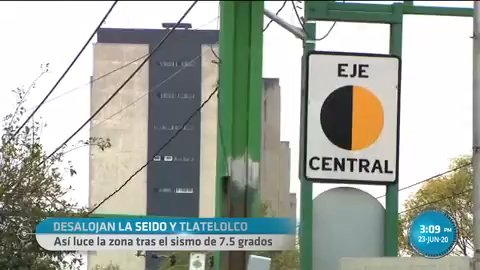 EJE
CENTRAL
DESALOJAN LA SEIDO Y TLATELOLCO
Así luce la zona tras el sismo de 7.5 grados
3:09 PM
23-JUN-20